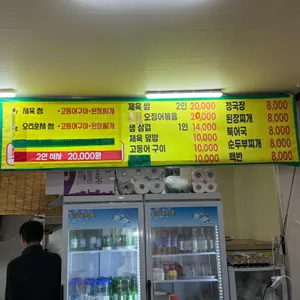 제육 쌈 +고등어구이+된장찌개
오리훈제 쌈 +고등어구이+된장찌개
2인 식사 20,000원
제육 쌈 2인 20,000
오징어볶음 20,000
생 삼겹 1인 14,000
제육 덮밥 10,000
고등어 구이 10,000
10,000
청국장 8,000
된장찌개 8,000
북어국 8,000
순두부찌개 8,000
백반 8,000